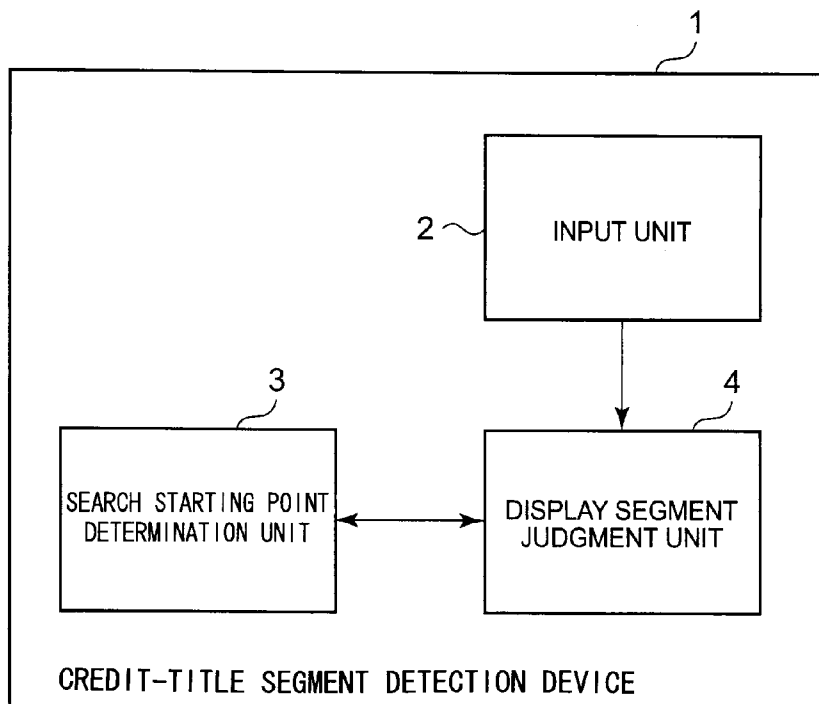 1
2
INPUT UNIT
3
4
SEARCH STARTING POINT
DETERMINATION UNIT
DISPLAY SEGMENT
JUDGMENT UNIT
CREDIT-TITLE SEGMENT DETECTION DEVICE